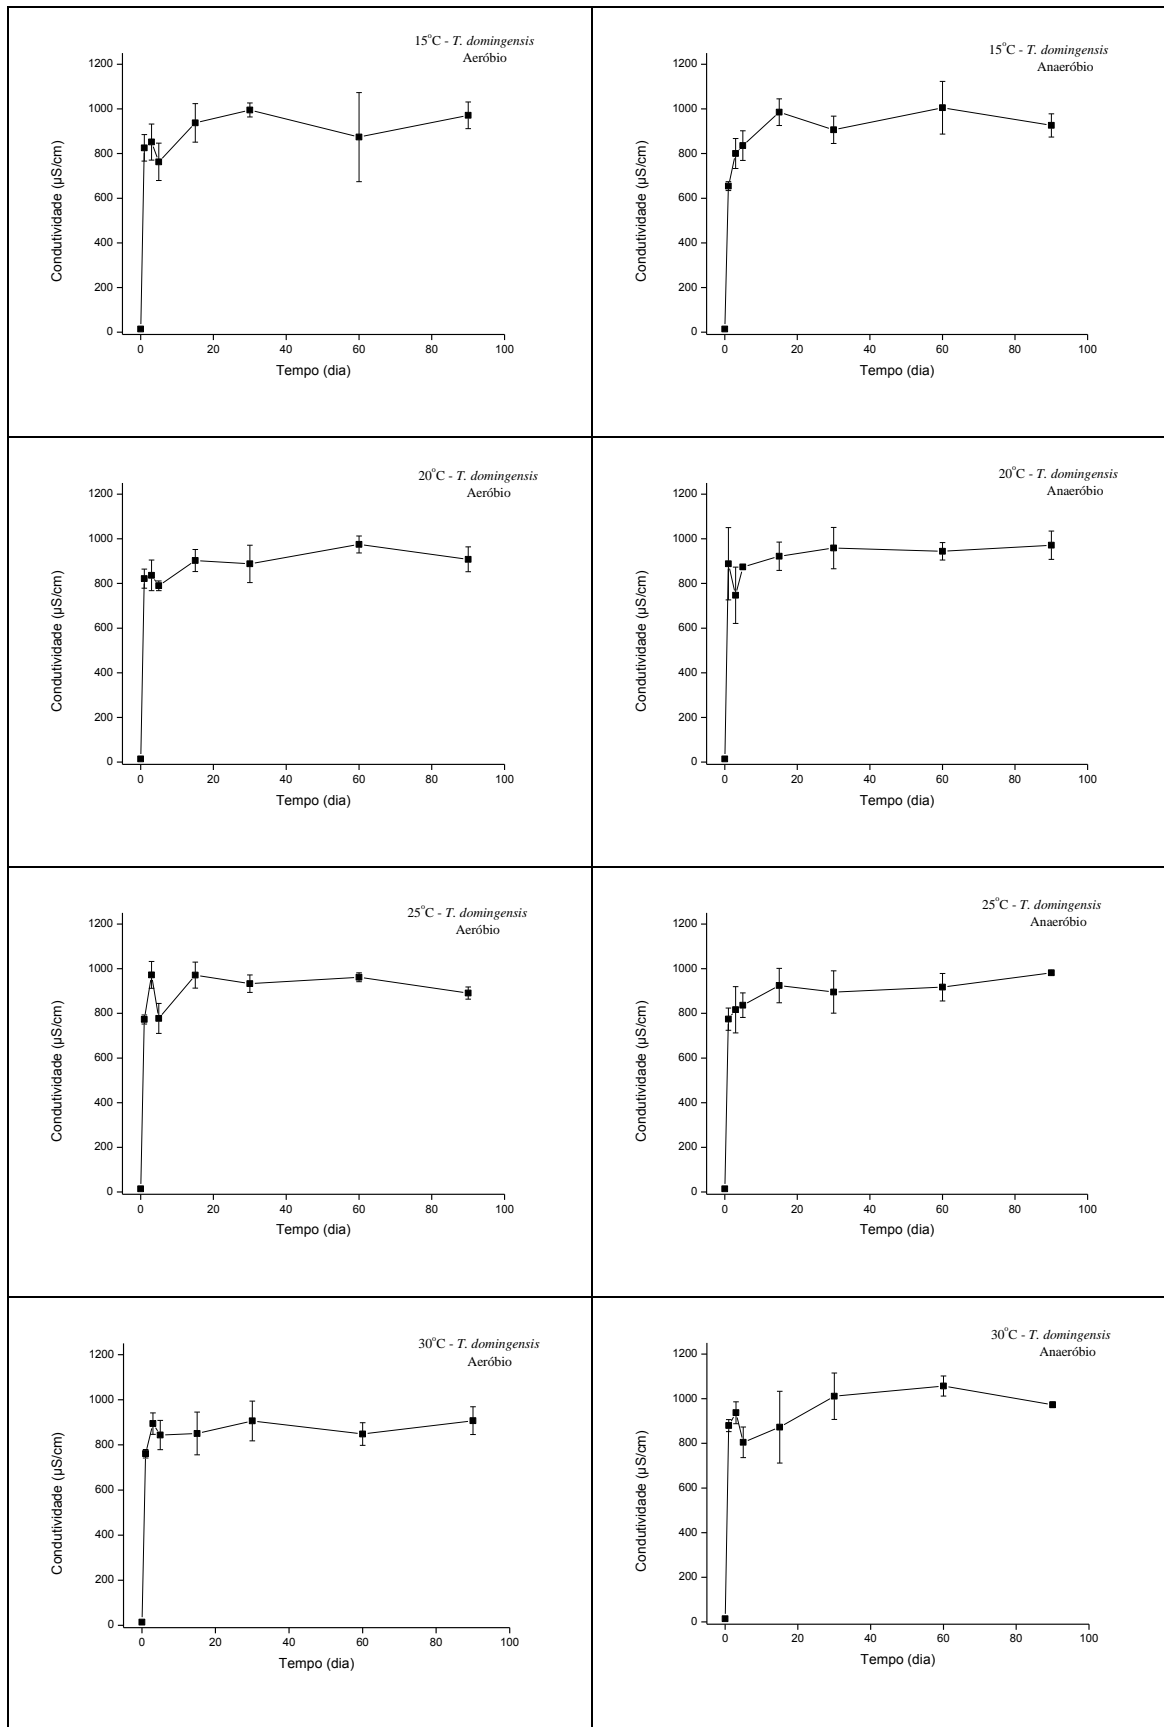 15°C - T. domingensis
Aeróbio
1200
1000
800
600
400
200
0
0 20 40 60 80 100
Condutividade (µS/cm)
Tempo (dia)
15°C - T. domingensis
Anaeróbio
1200
1000
800
600
400
200
0
0 20 40 60 80 100
Condutividade (µS/cm)
Tempo (dia)
20°C - T. domingensis
Aeróbio
1200
1000
800
600
400
200
0
0 20 40 60 80 100
Condutividade (µS/cm)
Tempo (dia)
20°C - T. domingensis
Anaeróbio
1200
1000
800
600
400
200
0
0 20 40 60 80 100
Condutividade (µS/cm)
Tempo (dia)
25°C - T. domingensis
Aeróbio
1200
1000
800
600
400
200
0
0 20 40 60 80 100
Condutividade (µS/cm)
Tempo (dia)
25°C - T. domingensis
Anaeróbio
1200
1000
800
600
400
200
0
0 20 40 60 80 100
Condutividade (µS/cm)
Tempo (dia)
30°C - T. domingensis
Aeróbio
1200
1000
800
600
400
200
0
0 20 40 60 80 100
Condutividade (µS/cm)
Tempo (dia)
30°C - T. domingensis
Anaeróbio
1200
1000
800
600
400
200
0
0 20 40 60 80 100
Condutividade (µS/cm)
Tempo (dia)